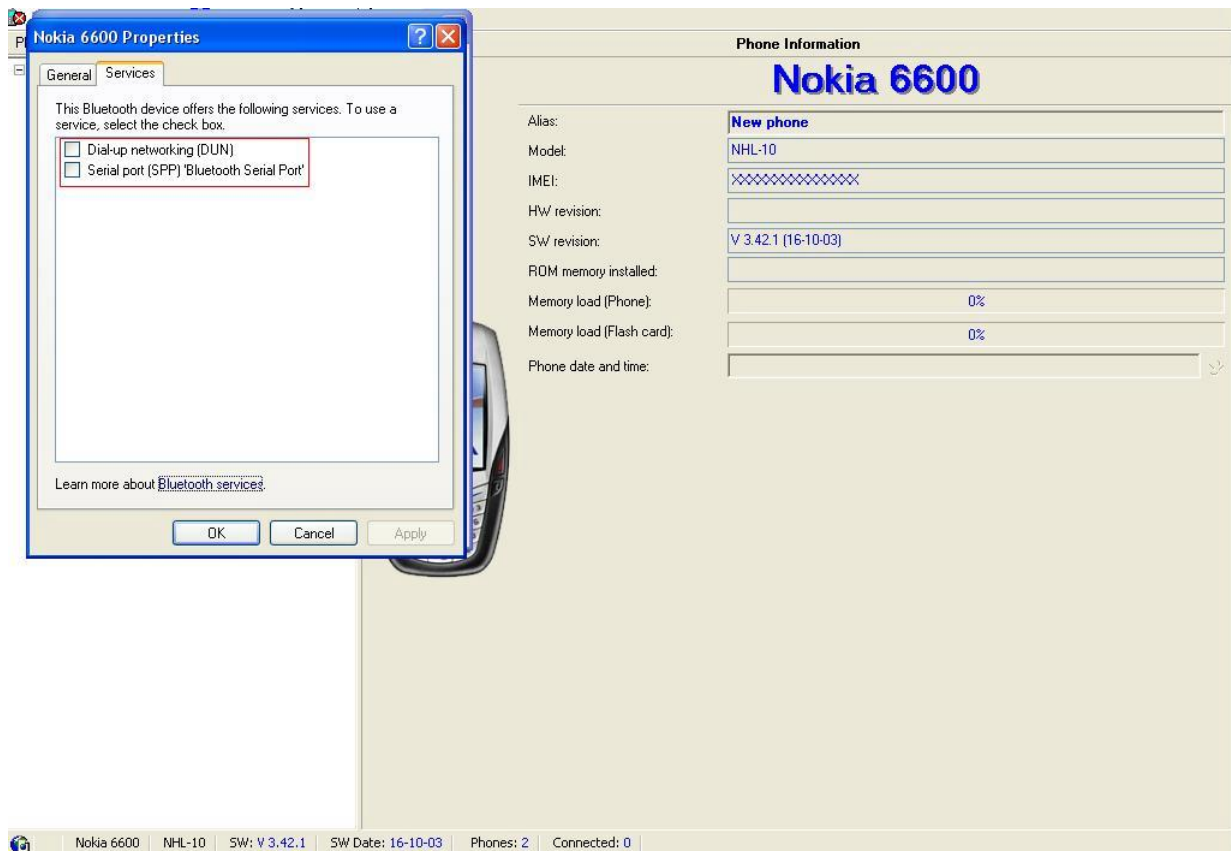 Nokia 6600 Properties
General
Services
This Bluetooth device offers the following services. To use a
service, select the check box.
Dial-up networking (DUN)
Serial port (SPP) 'Bluetooth Serial Port'
Learn more about Bluetooth services.
OK
Cancel
Apply
Phone Information
Nokia 6600
Alias:
New phone
Model:
NHL-10
IMEI:
XXXXXXXXXXXXXX
HW revision:
SW revision:
V 3.42.1 (16-10-03)
ROM memory installed:
Memory load (Phone):
0%
Memory load (Flash card):
0%
Phone date and time:
Nokia 6600
NHL-10
SW: V 3.42.1
SW Date: 16-10-03
Phones: 2
Connected: 0